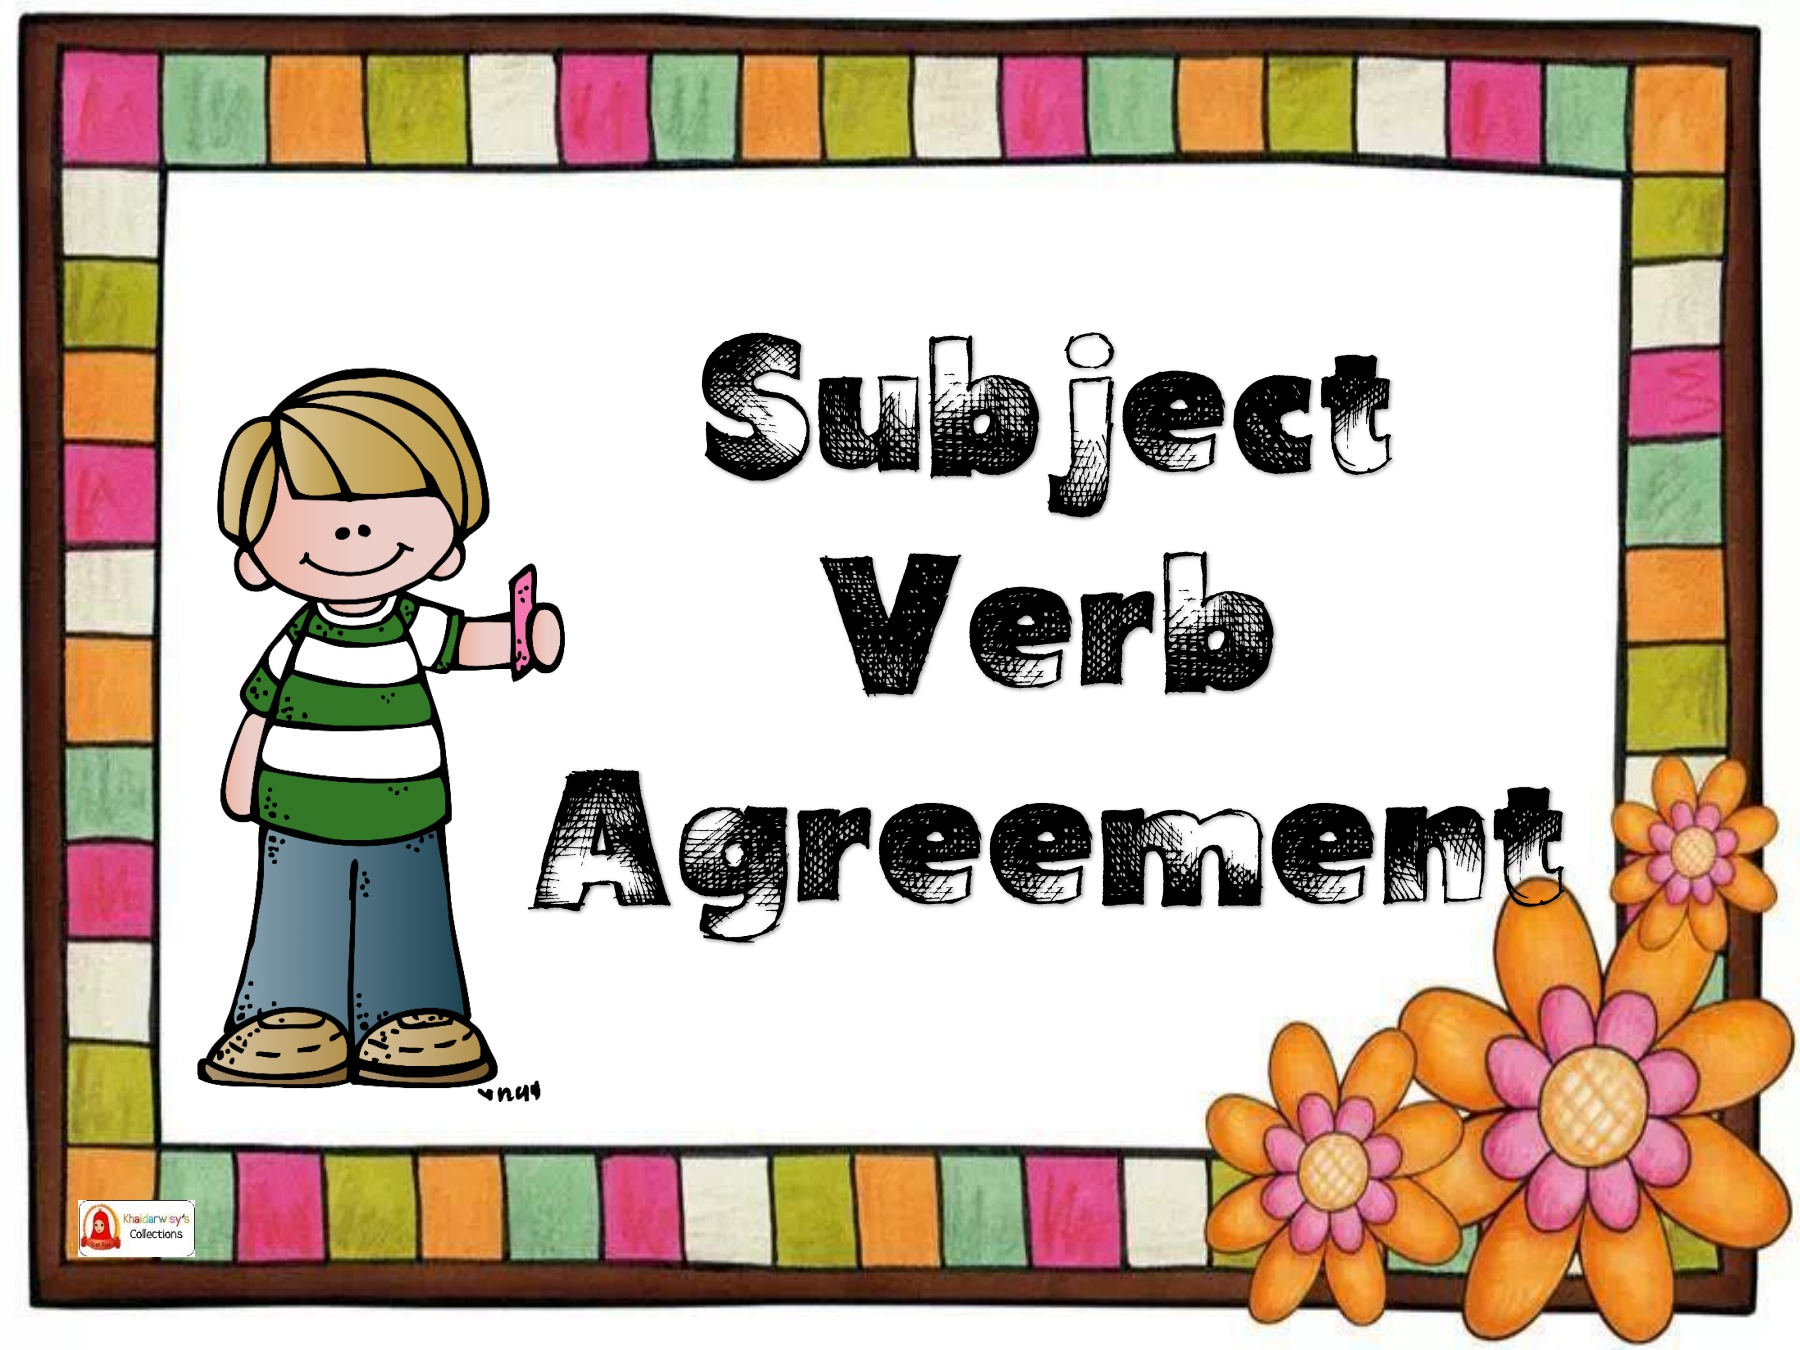 Subject
Verb
Agreement
Khaidarwisy's
Collections